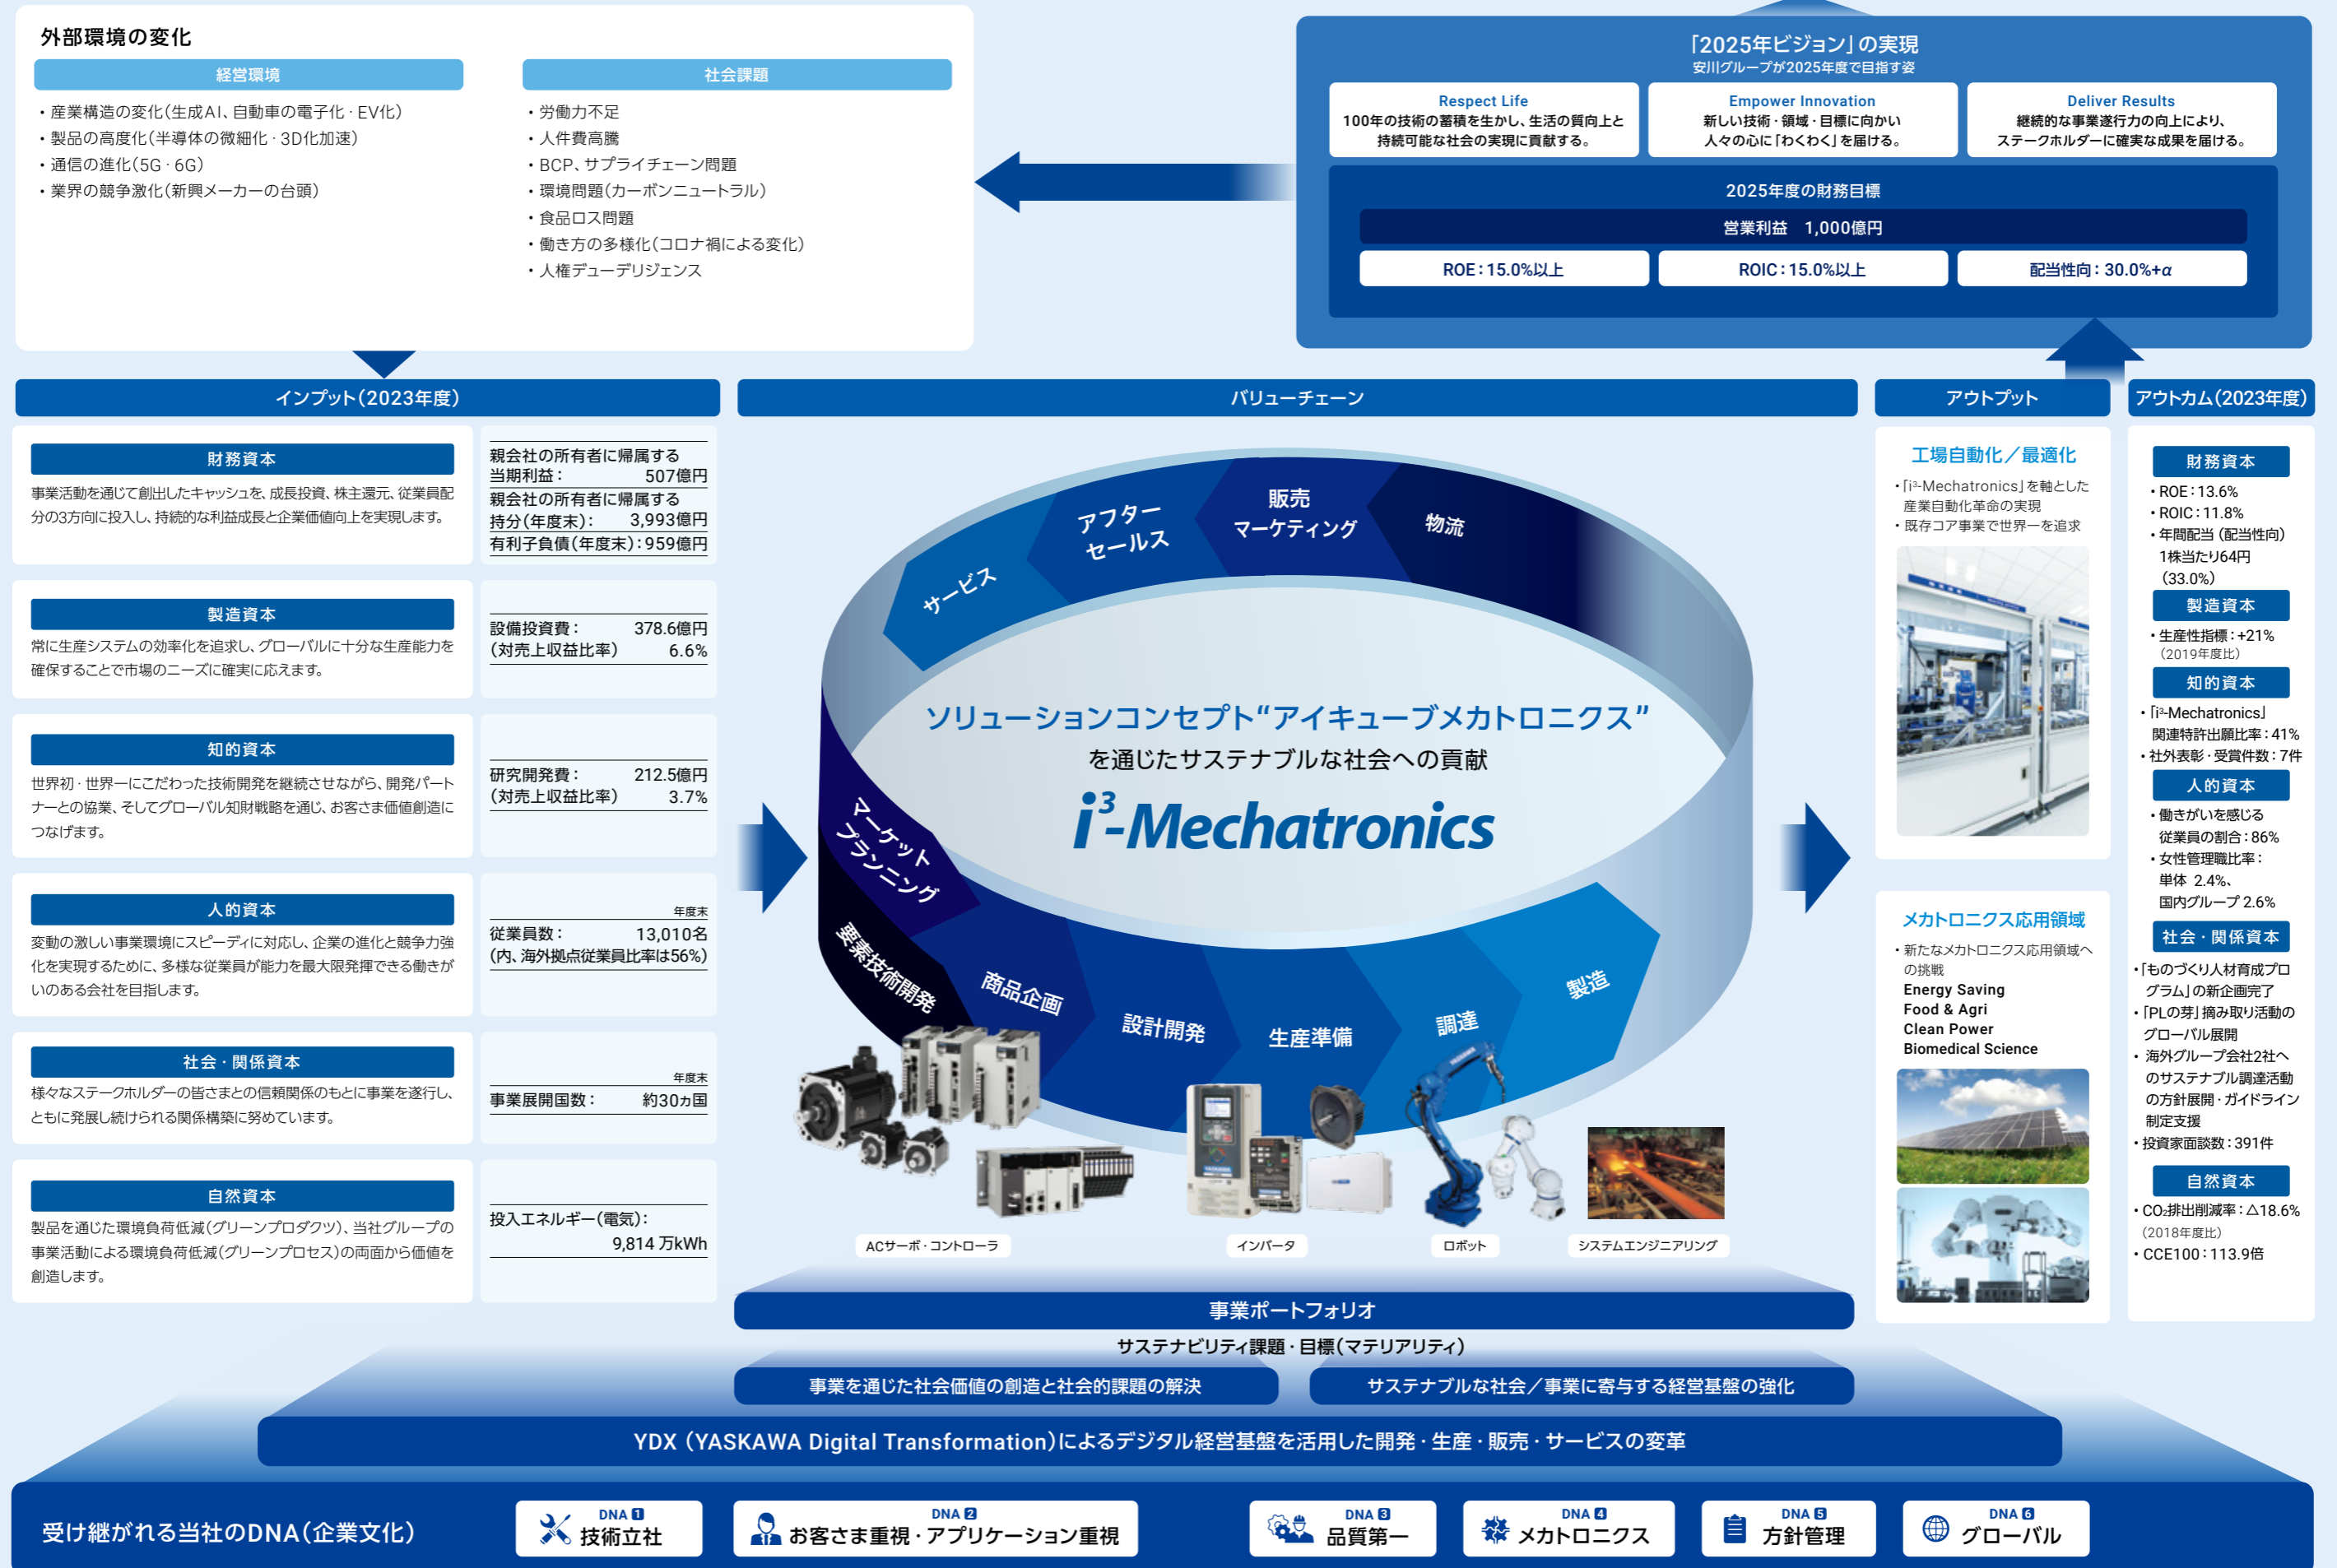 外部環境の変化
経営環境
・産業構造の変化(生成AI、自動車の電子化・EV化)
・製品の高度化(半導体の微細化・3D化加速)
・通信の進化(5G・6G)
・業界の競争激化(新興メーカーの台頭)
社会課題
・労働力不足
・人件費高騰
・BCP、サプライチェーン問題
・環境問題(カーボンニュートラル)
・食品ロス問題
・働き方の多様化(コロナ禍による変化)
・人権デューデリジェンス
「2025年ビジョン」の実現
安川グループが2025年度で目指す姿
Respect Life
100年の技術の蓄積を生かし、生活の質向上と
持続可能な社会の実現に貢献する。
Empower Innovation
新しい技術・領域・目標に向かい
人々の心に「わくわく」を届ける。
Deliver Results
継続的な事業遂行力の向上により、
ステークホルダーに確実な成果を届ける。
2025年度の財務目標
営業利益 1,000億円
ROE:15.0%以上
ROIC:15.0%以上
配当性向:30.0%+α
インプット(2023年度)
財務資本
事業活動を通じて創出したキャッシュを、成長投資、株主還元、従業員配
分の3方向に投入し、持続的な利益成長と企業価値向上を実現します。
親会社の所有者に帰属する
当期利益: 507億円
親会社の所有者に帰属する
持分(年度末): 3,993億円
有利子負債(年度末):959億円
製造資本
常に生産システムの効率化を追求し、グローバルに十分な生産能力を
確保することで市場のニーズに確実に応えます。
設備投資費: 378.6億円
(対売上収益比率) 6.6%
知的資本
世界初・世界一にこだわった技術開発を継続させながら、開発パート
ナーとの協業、そしてグローバル知財戦略を通じ、お客さま価値創造に
つなげます。
研究開発費: 212.5億円
(対売上収益比率) 3.7%
人的資本
変動の激しい事業環境にスピーディに対応し、企業の進化と競争力強
化を実現するために、多様な従業員が能力を最大限発揮できる働きが
いのある会社を目指します。
年度末
従業員数: 13,010名
(内、海外拠点従業員比率は56%)
社会・関係資本
様々なステークホルダーの皆さまとの信頼関係のもとに事業を遂行し、
ともに発展し続けられる関係構築に努めています。
年度末
事業展開国数: 約30ヵ国
自然資本
製品を通じた環境負荷低減(グリーンプロダクツ)、当社グループの
事業活動による環境負荷低減(グリーンプロセス)の両面から価値を
創造します。
投入エネルギー(電気):
9,814 万kWh
バリューチェーン
サービス
アフター
セールス
販売
マーケティング
物流
ソリューションコンセプト“アイキューブメカトロニクス”
を通じたサステナブルな社会への貢献
i³-Mechatronics
マーケット
プランニング
要素技術開発
商品企画
設計開発
生産準備
調達
製造
ACサーボ・コントローラ
インバータ
ロボット
システムエンジニアリング
アウトプット
工場自動化/最適化
・「i³-Mechatronics」を軸とした
産業自動化革命の実現
・既存コア事業で世界一を追求
メカトロニクス応用領域
・新たなメカトロニクス応用領域へ
の挑戦
Energy Saving
Food & Agri
Clean Power
Biomedical Science
アウトカム(2023年度)
財務資本
・ROE:13.6%
・ROIC:11.8%
・年間配当(配当性向)
1株当たり64円
(33.0%)
製造資本
・生産性指標:+21%
(2019年度比)
知的資本
・「i³-Mechatronics」
関連特許出願比率:41%
・社外表彰・受賞件数:7件
人的資本
・働きがいを感じる
従業員の割合:86%
・女性管理職比率:
単体 2.4%、
国内グループ 2.6%
社会・関係資本
・「ものづくり人材育成プロ
グラム」の新企画完了
・「PLの芽」摘み取り活動の
グローバル展開
・海外グループ会社2社へ
のサステナブル調達活動
の方針展開・ガイドライン
制定支援
・投資家面談数:391件
自然資本
・CO₂排出削減率:△18.6%
(2018年度比)
・CCE100:113.9倍
事業ポートフォリオ
サステナビリティ課題・目標(マテリアリティ)
事業を通じた社会価値の創造と社会的課題の解決
サステナブルな社会/事業に寄与する経営基盤の強化
YDX(YASKAWA Digital Transformation)によるデジタル経営基盤を活用した開発・生産・販売・サービスの変革
受け継がれる当社のDNA(企業文化)
DNA 1
技術立社
DNA 2
お客さま重視・アプリケーション重視
DNA 3
品質第一
DNA 4
メカトロニクス
DNA 5
方針管理
DNA 6
グローバル